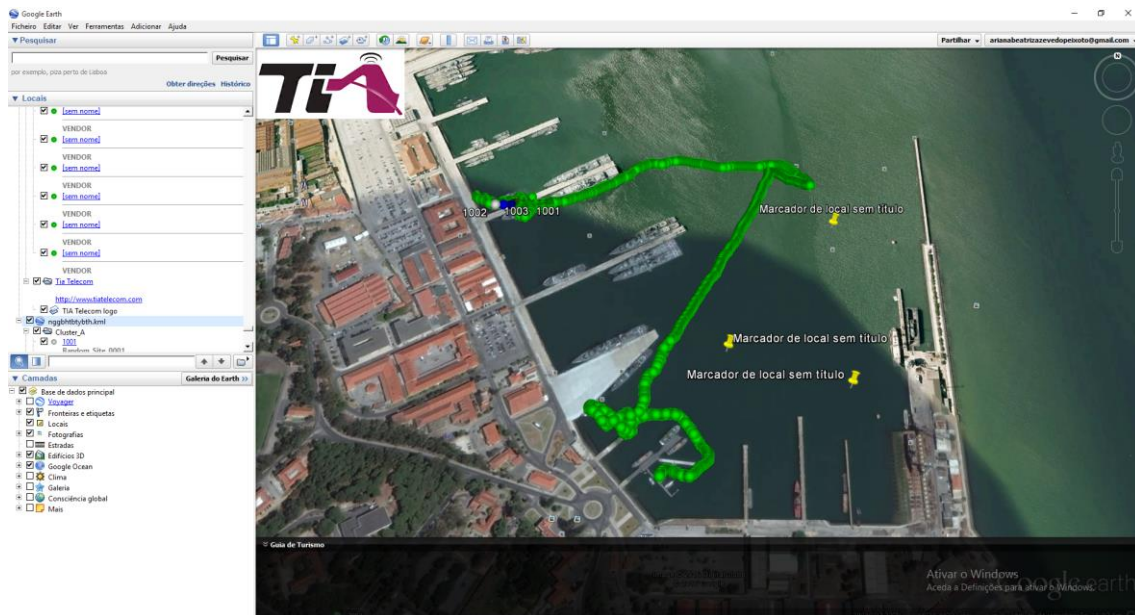 Google Earth
Ficheiro Editar Ver Ferramentas Adicionar Ajuda
Pesquisar
Pesquisar
por exemplo, piza perto de Lisboa
Obter direções Histórico
Locais
[sem nome]
VENDOR
[sem nome]
VENDOR
[sem nome]
VENDOR
[sem nome]
VENDOR
[sem nome]
VENDOR
[sem nome]
VENDOR
Tia Telecom
http://www.tiatelecom.com
TIA Telecom logo
nggbhtbtybth.kml
Cluster_A
1001
Random_Site_0001
Camadas
Galeria do Earth
Base de dados principal
Voyager
Fronteiras e etiquetas
Locais
Fotografias
Estradas
Edifícios 3D
Google Ocean
Clima
Galeria
Consciência global
Mais
Partilhar
arianabeatrizazevedopeixoto@gmail.com
TiA
N
1002 1003 1001
Marcador de local sem título
Marcador de local sem título
Marcador de local sem título
Guia de Turismo
Ativar o Windows
Aceda a Definições para ativar o Windows.
Google earth